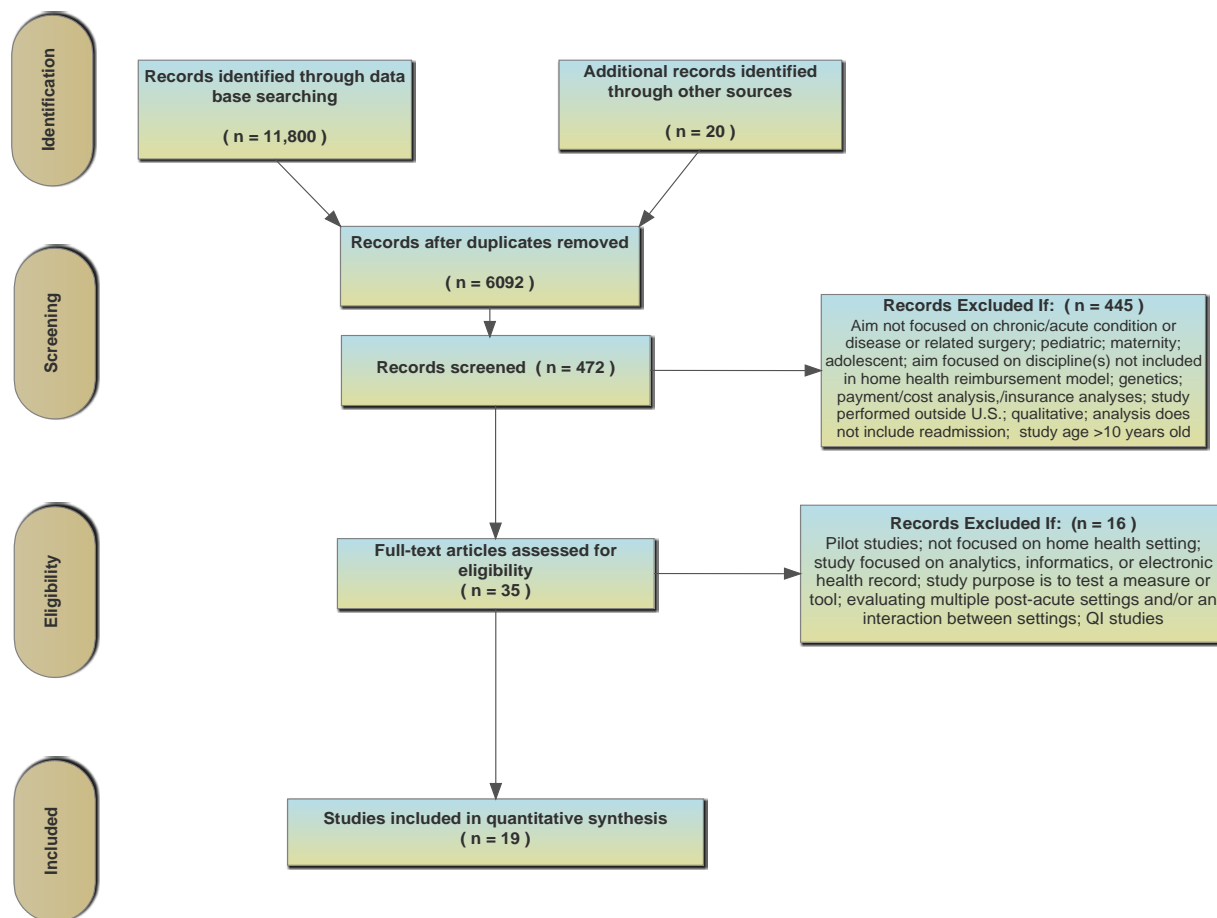 Identification
Records identified through data
base searching
( n = 11,800 )
Additional records identified
through other sources
( n = 20 )
Records after duplicates removed
( n = 6092 )
Screening
Records screened ( n = 472 )
Records Excluded If: ( n = 445 )
Aim not focused on chronic/acute condition or
disease or related surgery; pediatric; maternity;
adolescent; aim focused on discipline(s) not included
in home health reimbursement model; genetics;
payment/cost analysis,/insurance analyses; study
performed outside U.S.; qualitative; analysis does
not include readmission; study age >10 years old
Eligibility
Full-text articles assessed for
eligibility
( n = 35 )
Records Excluded If: (n = 16 )
Pilot studies; not focused on home health setting;
study focused on analytics, informatics, or electronic
health record; study purpose is to test a measure or
tool; evaluating multiple post-acute settings and/or an
interaction between settings; QI studies
Included
Studies included in quantitative synthesis
( n = 19 )